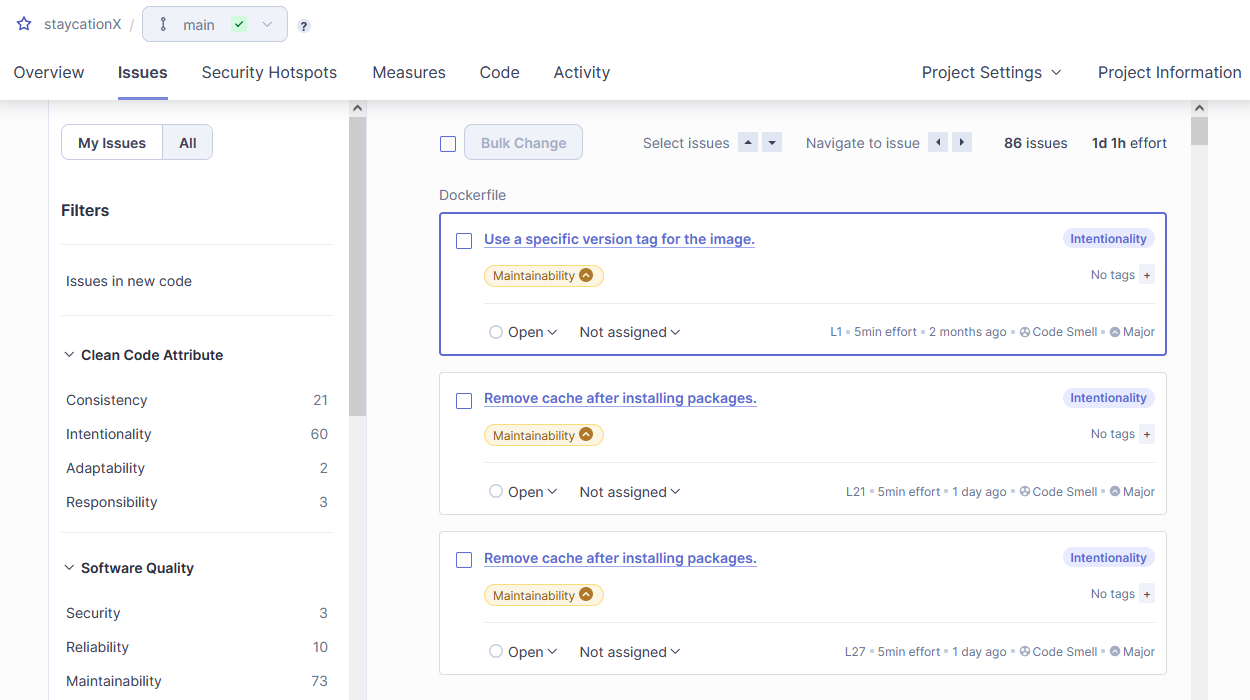 staycationX / main ?
Overview Issues Security Hotspots Measures Code Activity Project Settings Project Information
My Issues All
Filters
Issues in new code
Clean Code Attribute
Consistency 21
Intentionality 60
Adaptability 2
Responsibility 3
Software Quality
Security 3
Reliability 10
Maintainability 73
Bulk Change Select issues Navigate to issue 86 issues 1d 1h effort
Dockerfile
Use a specific version tag for the image. Intentionality
Maintainability No tags +
Open Not assigned L1 5min effort 2 months ago Code Smell Major
Remove cache after installing packages. Intentionality
Maintainability No tags +
Open Not assigned L21 5min effort 1 day ago Code Smell Major
Remove cache after installing packages. Intentionality
Maintainability No tags +
Open Not assigned L27 5min effort 1 day ago Code Smell Major